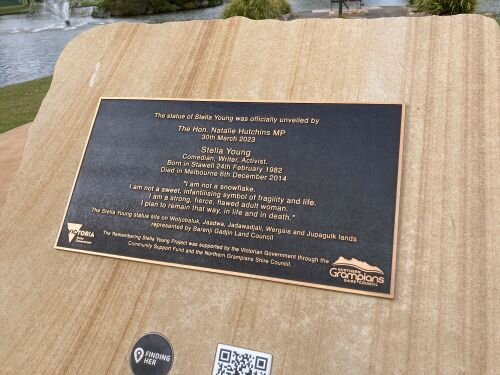 The statue of Stella Young was officially unveiled by
The Hon. Natalie Hutchins MP
30th March 2023
Stella Young
Comedian, Writer, Activist.
Born in Stawell 24th February 1982
Died in Melbourne 6th December 2014
"I am not a snowflake.
I am not a sweet, infantilising symbol of fragility and life.
I am a strong, fierce, flawed adult woman.
I plan to remain that way, in life and in death."
The Stella Young statue sits on Wotjobaluk, Jaadwa, Jadawadjali, Wergaia and Jupagulk lands
represented by Barenji Gadjin Land Council
The Remembering Stella Young Project was supported by the Victorian Government through the
Community Support Fund and the Northern Grampians Shire Council.
VICTORIA
NORTHERN
Grampians
SHIRE COUNCIL
FINDING
HER